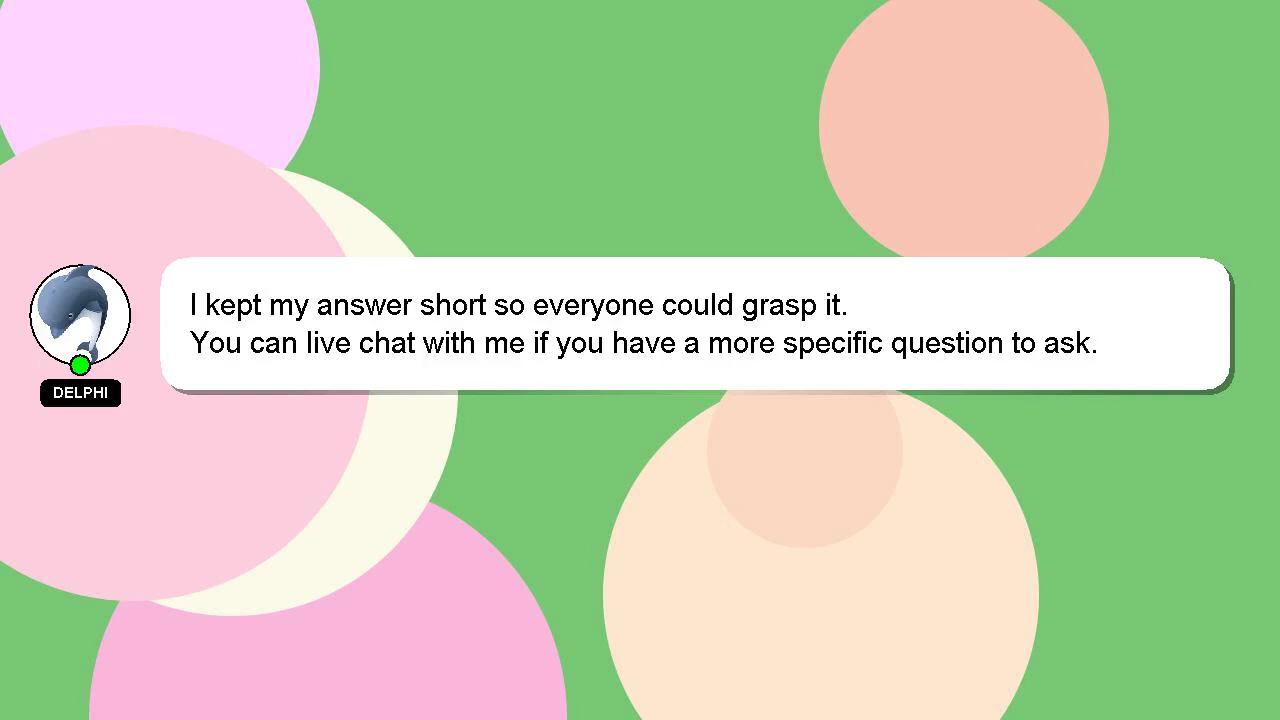 I kept my answer short so everyone could grasp it.
You can live chat with me if you have a more specific question to ask.
DELPHI